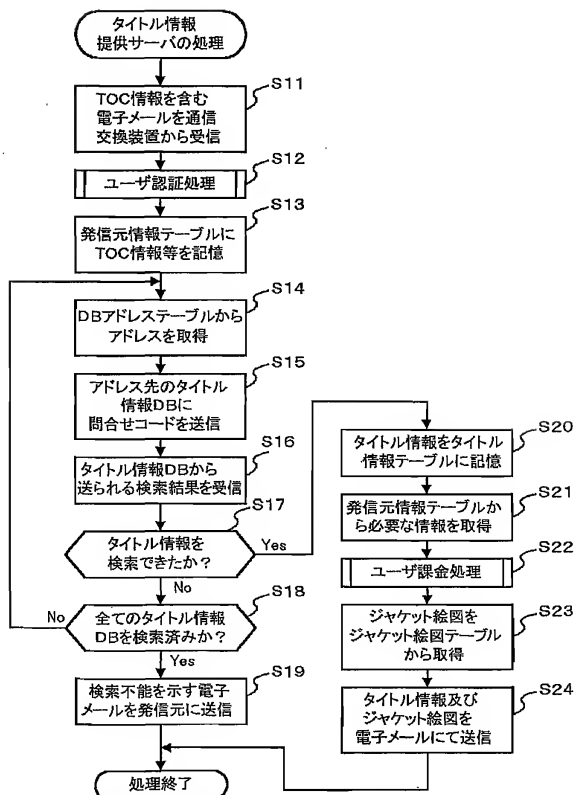 タイトル情報
提供サーバの処理
S11
TOC情報を含む
電子メールを通信
交換装置から受信
S12
ユーザ認証処理
S13
発信元情報テーブルに
TOC情報等を記憶
S14
DBアドレステーブルから
アドレスを取得
S15
アドレス先のタイトル
情報DBに
問合せコードを送信
S16
タイトル情報DBから
送られる検索結果を受信
S17
タイトル情報を
検索できたか?
Yes
No
S18
全てのタイトル情報
DBを検索済みか?
No
Yes
S19
検索不能を示す電子
メールを発信元に送信
S20
タイトル情報をタイトル
情報テーブルに記憶
S21
発信元情報テーブルか
ら必要な情報を取得
S22
ユーザ課金処理
S23
ジャケット絵図を
ジャケット絵図テーブル
から取得
S24
タイトル情報及び
ジャケット絵図を
電子メールにて送信
処理終了